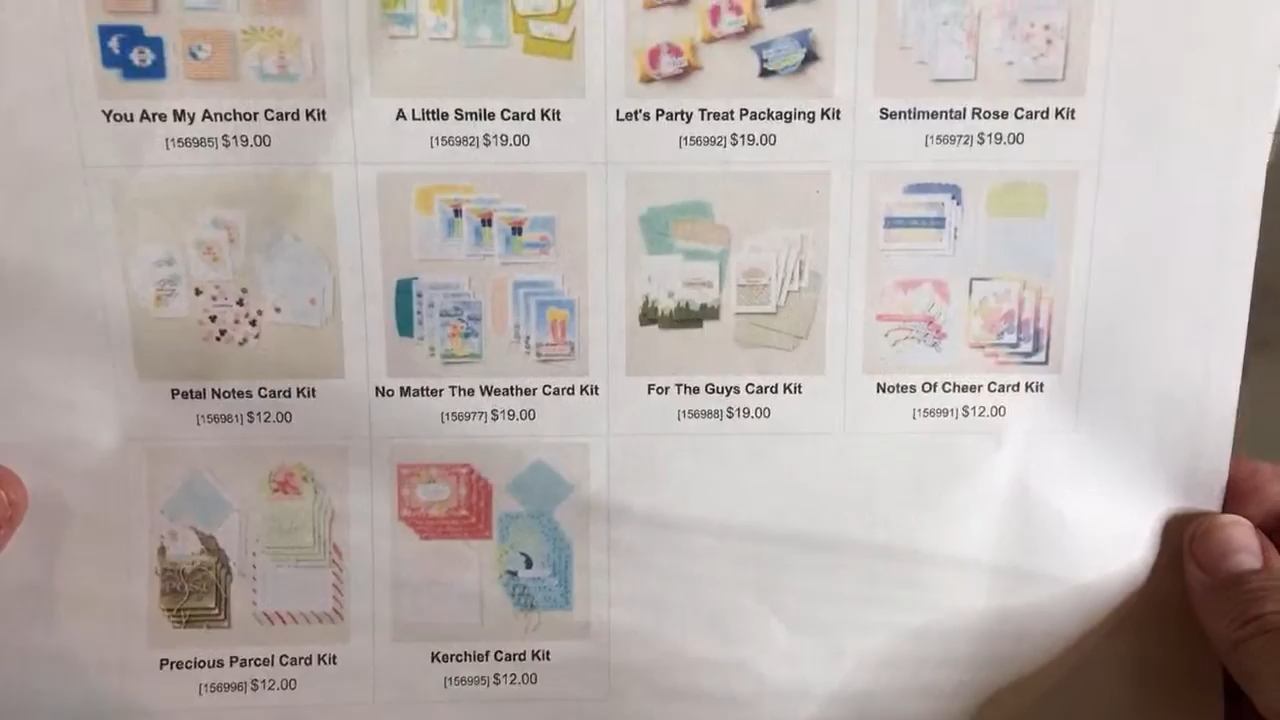 You Are My Anchor Card Kit
[156985] $19.00
A Little Smile Card Kit
[156982] $19.00
Let's Party Treat Packaging Kit
[156992] $19.00
Sentimental Rose Card Kit
[156972] $19.00
Petal Notes Card Kit
[156981] $12.00
No Matter The Weather Card Kit
[156977] $19.00
For The Guys Card Kit
[156988] $19.00
Notes Of Cheer Card Kit
[156991] $12.00
POST
Precious Parcel Card Kit
[156996] $12.00
Kerchief Card Kit
[156995] $12.00